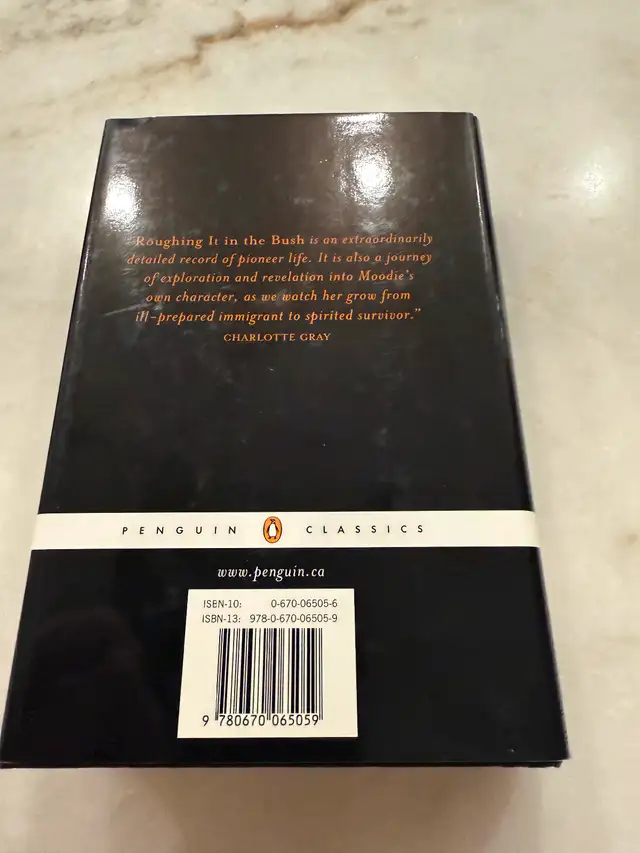 "Roughing It in the Bush is an extraordinarily
detailed record of pioneer life. It is also a journey
of exploration and revelation into Moodie's
own character, as we watch her grow from
ill-prepared immigrant to spirited survivor."
CHARLOTTE GRAY
PENGUIN CLASSICS
www.penguin.ca
ISBN-10: 0-670-06505-6
ISBN-13: 978-0-670-06505-9
9 780670 065059